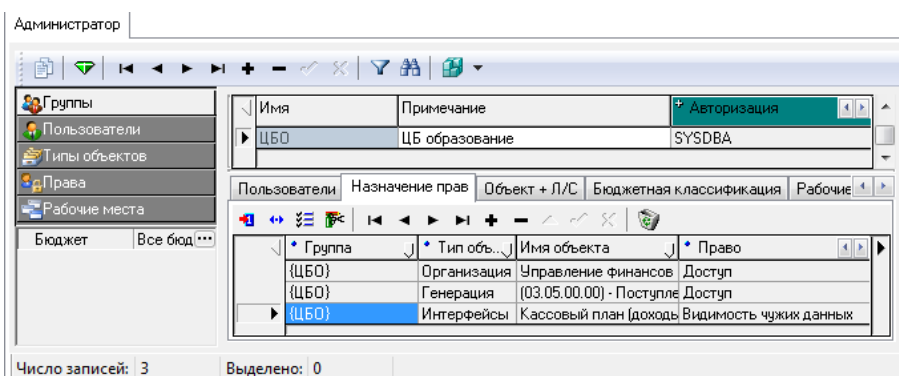 Администратор
Группы
Пользователи
Типы объектов
Права
Рабочие места
Бюджет Все бюд
Имя Примечание Авторизация
ЦБО ЦБ образование SYSDBA
Пользователи Назначение прав Объект + Л/С Бюджетная классификация Рабочие
Группа Тип объ... Имя объекта Право
{ЦБО} Организация Управление финансов Доступ
{ЦБО} Генерация (03.05.00.00) - Поступле Доступ
{ЦБО} Интерфейсы Кассовый план (доходь Видимость чужих данных
Число записей: 3 Выделено: 0